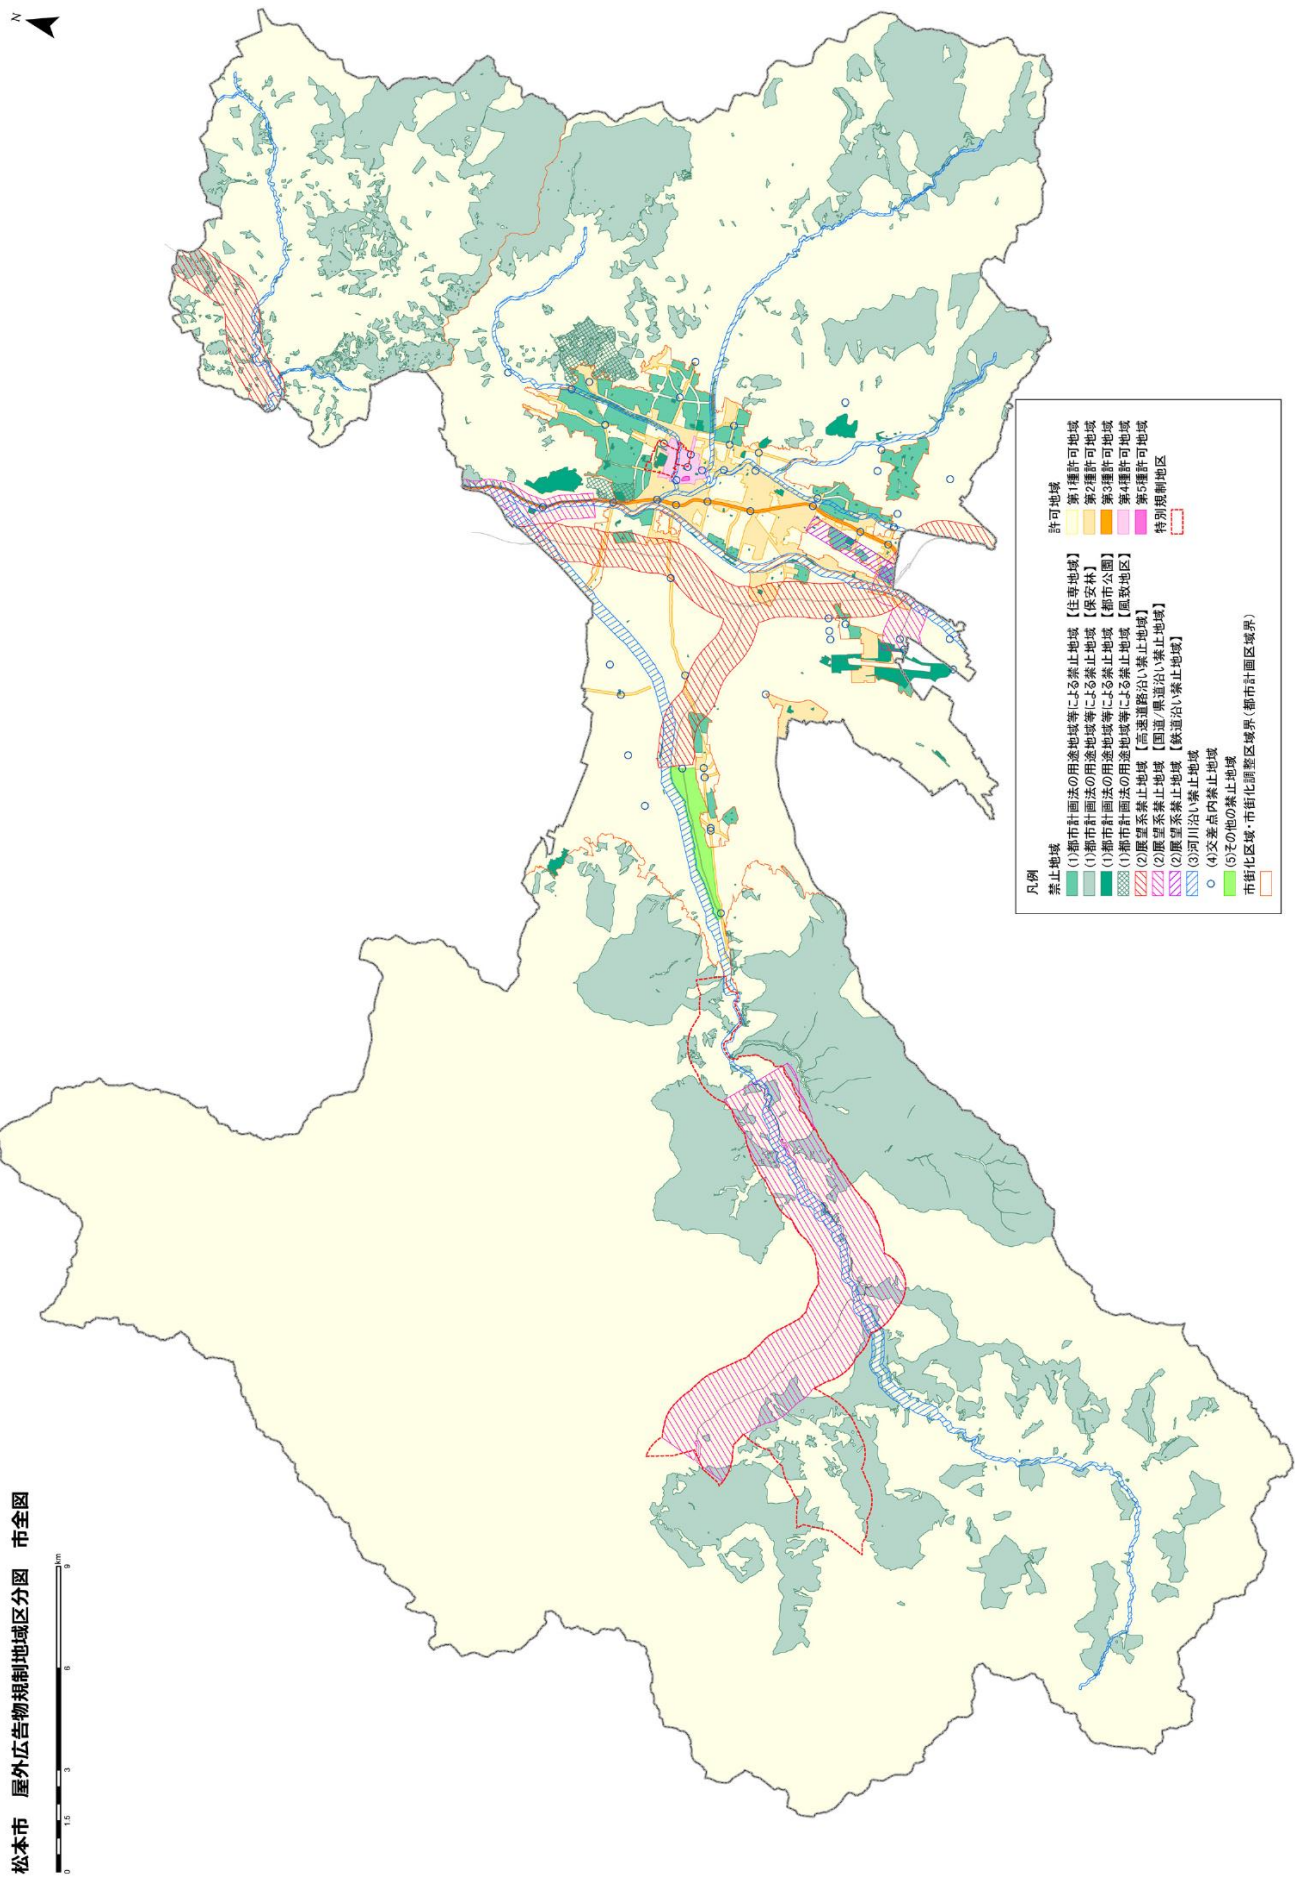 松本市　屋外広告物規制地域区分図　市全図
0 1.5 3 6 9
km
N
凡例
禁止地域
(1)都市計画法の用途地域等による禁止地域 【住専地域】
(1)都市計画法の用途地域等による禁止地域 【保安林】
(1)都市計画法の用途地域等による禁止地域 【都市公園】
(1)都市計画法の用途地域等による禁止地域 【風致地区】
(2)展望系禁止地域 【高速道路沿い禁止地域】
(2)展望系禁止地域 【国道/県道沿い禁止地域】
(2)展望系禁止地域 【鉄道沿い禁止地域】
(3)河川沿い禁止地域
(4)交差点内禁止地域
(5)その他の禁止地域
市街化区域・市街化調整区域界(都市計画区域界)
許可地域
第1種許可地域
第2種許可地域
第3種許可地域
第4種許可地域
第5種許可地域
特別規制地区